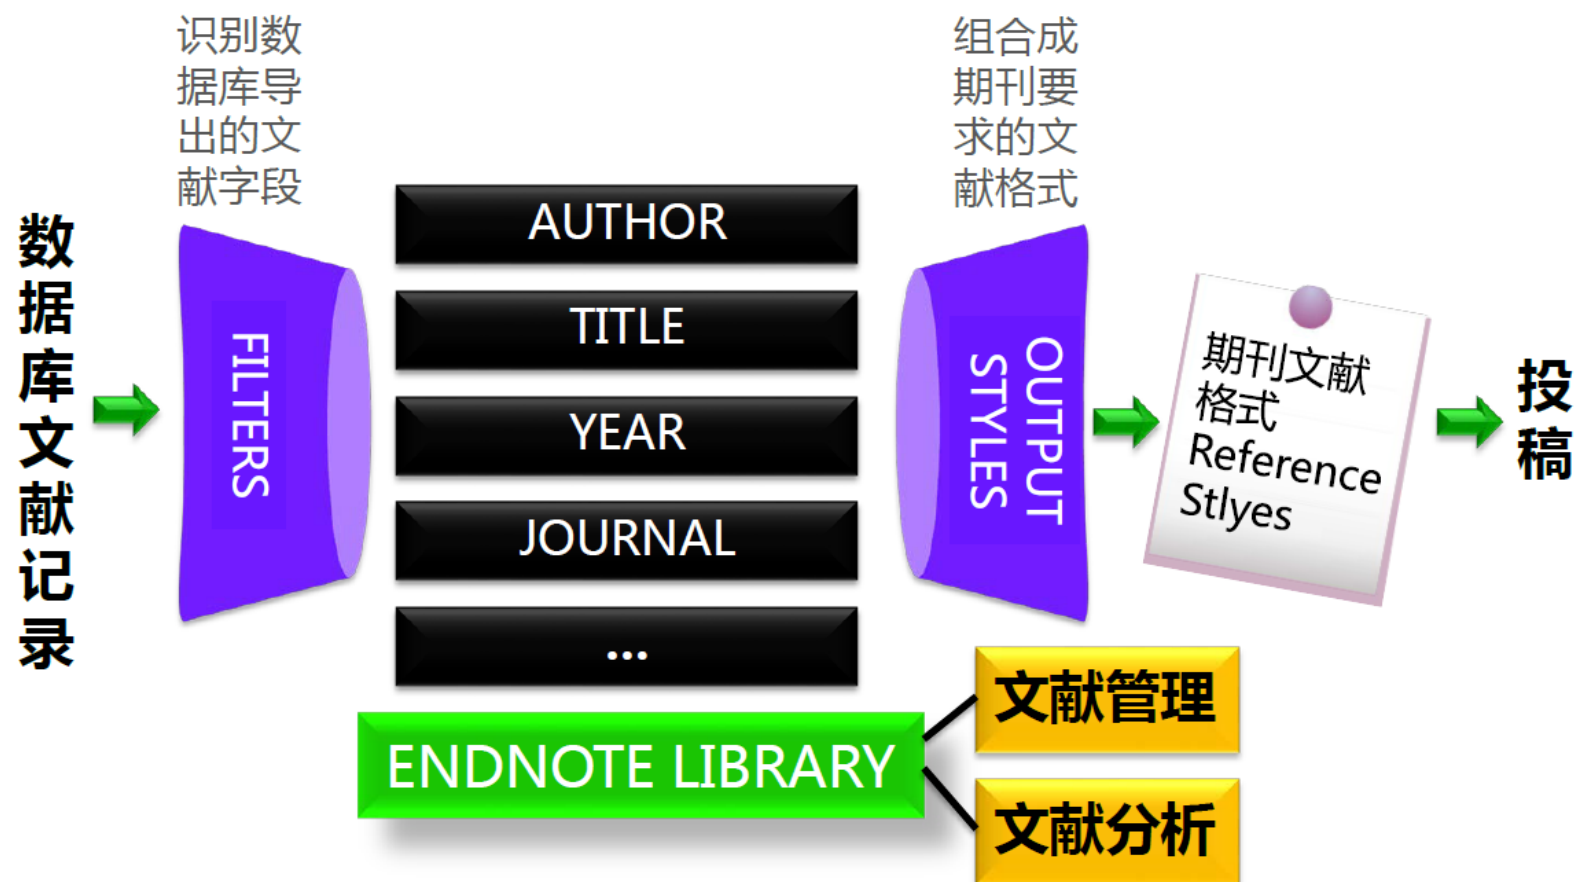 数
据
库
文
献
记
录
识别数
据库导
出的文
献字段
FILTERS
AUTHOR
TITLE
YEAR
JOURNAL
...
ENDNOTE LIBRARY
文献管理
文献分析
组合成
期刊要
求的文
献格式
OUTPUT
STYLES
期刊文献
格式
Reference
Stlyes
投
稿